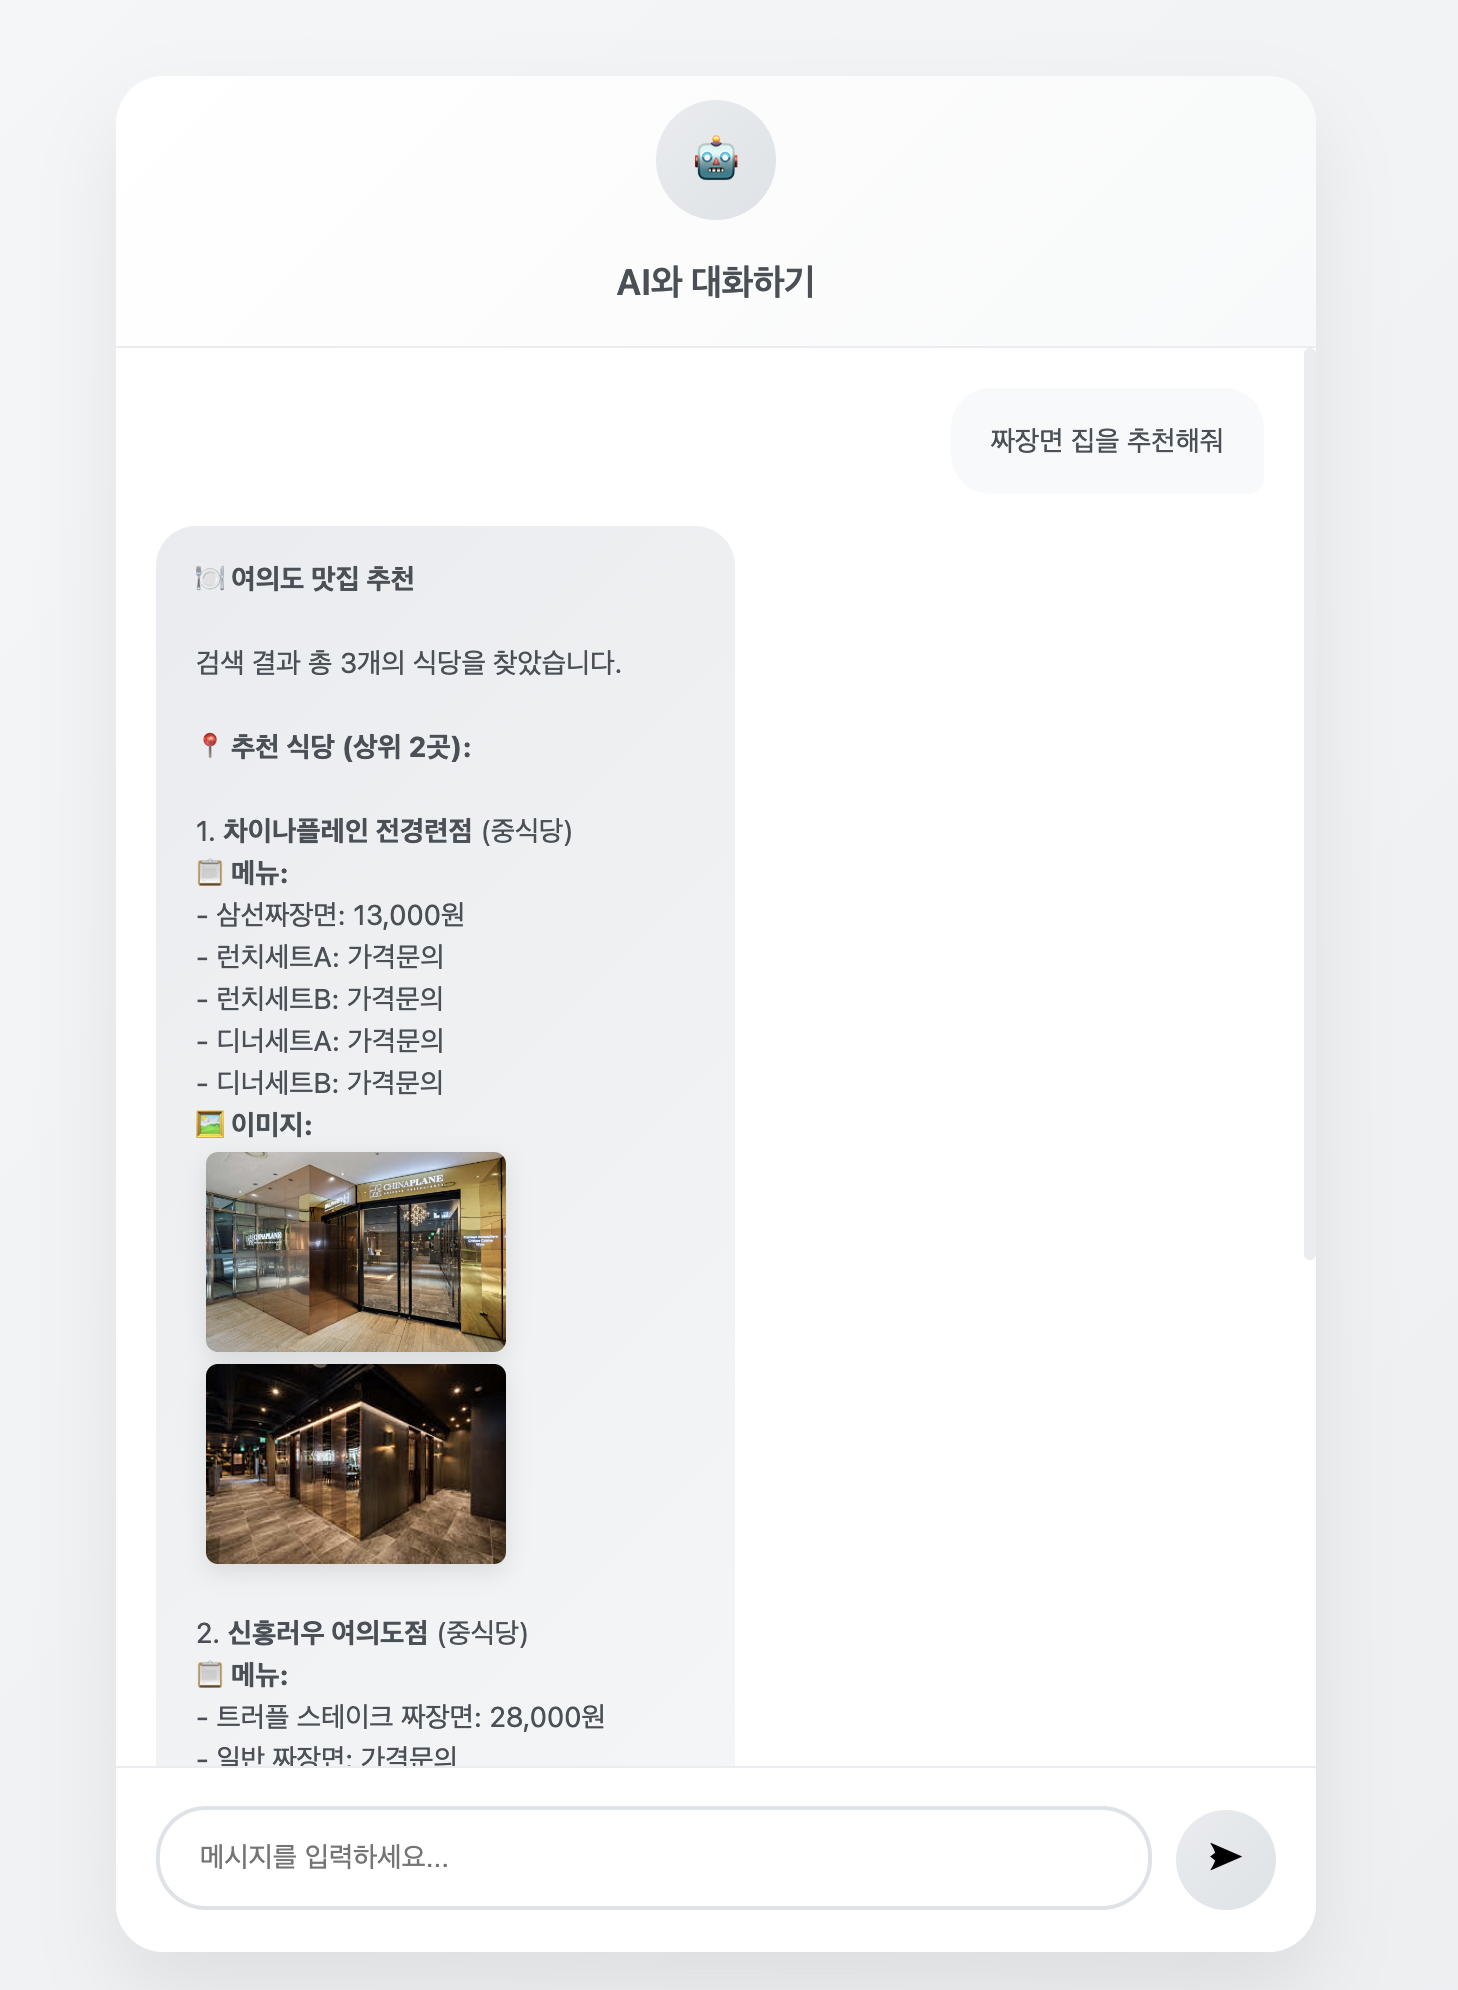 AI와 대화하기
짜장면 집을 추천해줘
여의도 맛집 추천
검색 결과 총 3개의 식당을 찾았습니다.
추천 식당 (상위 2곳):
1. 차이나플레인 전경련점 (중식당)
메뉴:
- 삼선짜장면: 13,000원
- 런치세트A: 가격문의
- 런치세트B: 가격문의
- 디너세트A: 가격문의
- 디너세트B: 가격문의
이미지:
CHINAPLANE
2. 신흥러우 여의도점 (중식당)
메뉴:
- 트러플 스테이크 짜장면: 28,000원
- 일반 짜장면: 가격문의
메시지를 입력하세요...